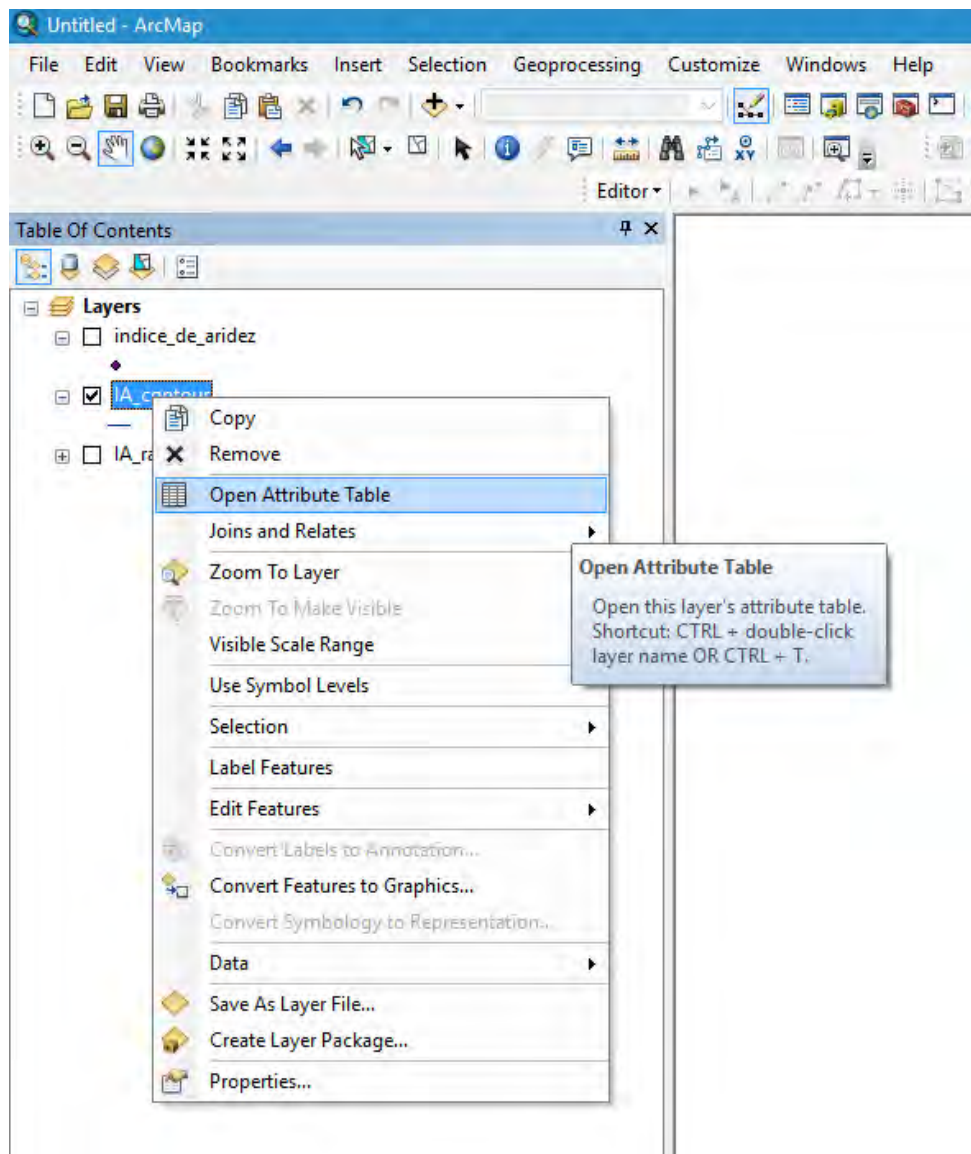 Untitled - ArcMap
File Edit View Bookmarks Insert Selection Geoprocessing Customize Windows Help
Editor
Table Of Contents
Layers
indice_de_aridez
IA_contour
IA_ra
Copy
Remove
Open Attribute Table
Joins and Relates
Zoom To Layer
Zoom To Make Visible
Visible Scale Range
Use Symbol Levels
Selection
Label Features
Edit Features
Convert Labels to Annotation...
Convert Features to Graphics...
Convert Symbology to Representation...
Data
Save As Layer File...
Create Layer Package...
Properties...
Open Attribute Table
Open this layer's attribute table.
Shortcut: CTRL + double-click
layer name OR CTRL + T.